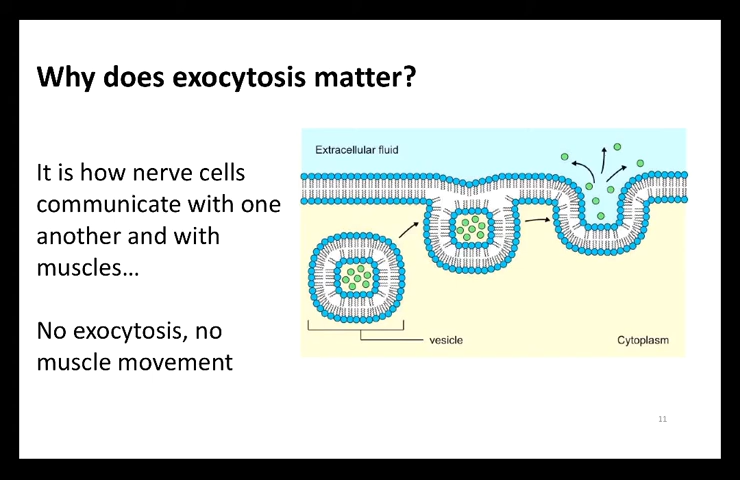 Why does exocytosis matter?
It is how nerve cells
communicate with one
another and with
muscles...
No exocytosis, no
muscle movement
Extracellular fluid
vesicle
Cytoplasm
11